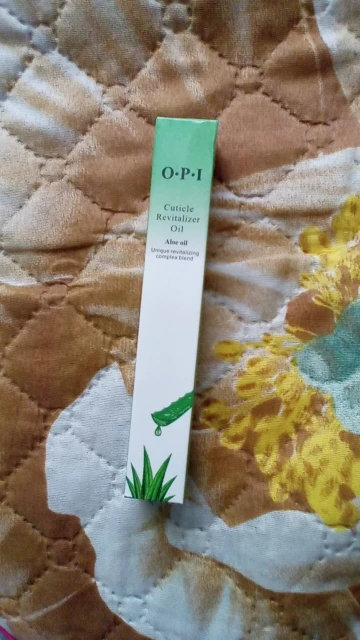 O·P·I
Cuticle
Revitalizer
Oil
Aloe oil
Unique revitalizing
complex blend